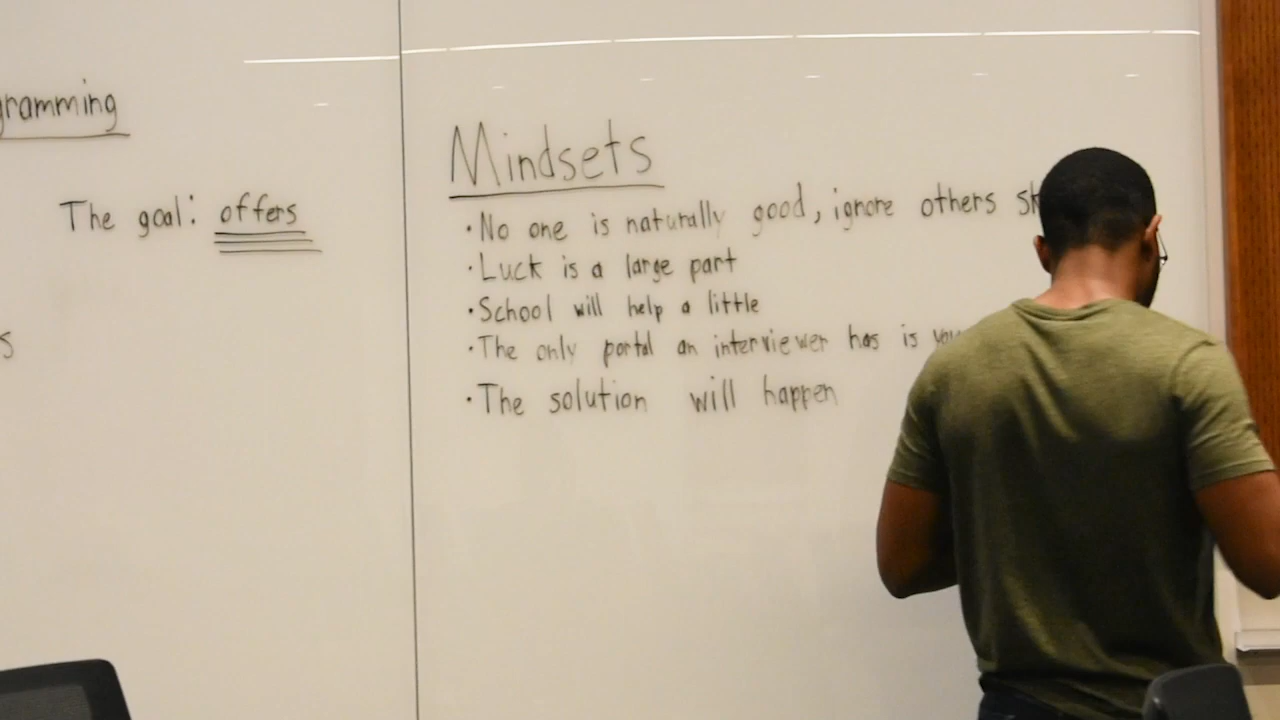 gramming
The goal: offers
s
Mindsets
• No one is naturally good, ignore others
• Luck is a large part
• School will help a little
• The only portal an interviewer has is
• The solution will happen